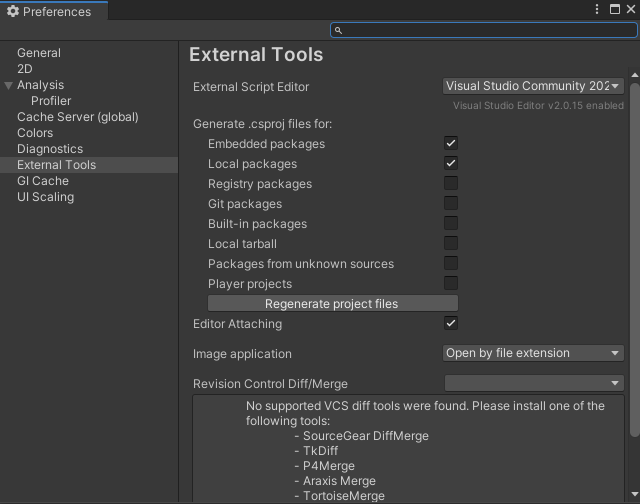 Preferences
General
2D
Analysis
Profiler
Cache Server (global)
Colors
Diagnostics
External Tools
GI Cache
UI Scaling
External Tools
External Script Editor Visual Studio Community 202
Visual Studio Editor v2.0.15 enabled
Generate .csproj files for:
Embedded packages
Local packages
Registry packages
Git packages
Built-in packages
Local tarball
Packages from unknown sources
Player projects
Regenerate project files
Editor Attaching
Image application Open by file extension
Revision Control Diff/Merge
No supported VCS diff tools were found. Please install one of the
following tools:
- SourceGear DiffMerge
- TkDiff
- P4Merge
- Araxis Merge
- TortoiseMerge